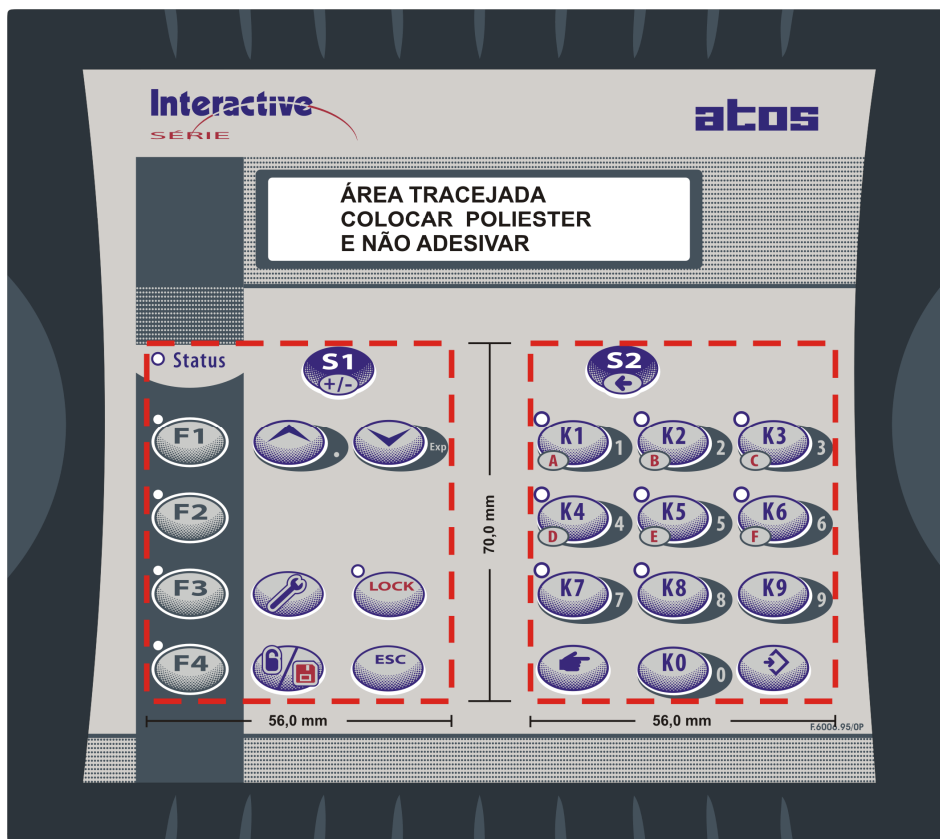 Interactive
SÉRIE
atos
ÁREA TRACEJADA
COLOCAR POLIESTER
E NÃO ADESIVAR
Status
S1
+/-
S2
F1
.
Exp
K1
A
1
K2
B
2
K3
C
3
F2
K4
D
4
K5
E
5
K6
F
6
70,0 mm
F3
LOCK
K7
7
K8
8
K9
9
F4
ESC
K0
0
56,0 mm
56,0 mm
F.6006.95/0P